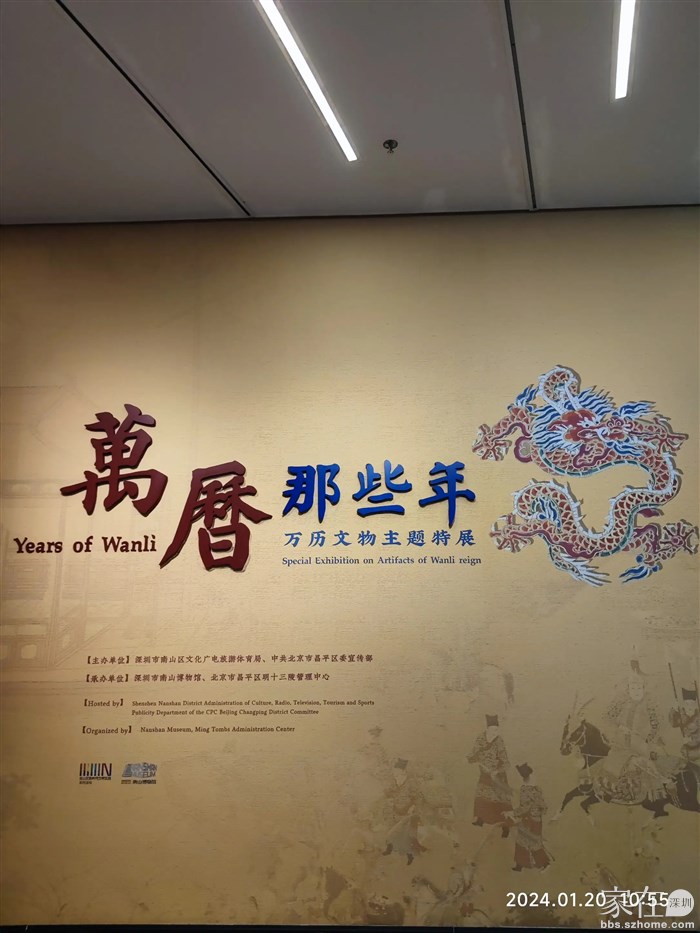 萬曆那些年
Years of Wanli
万历文物主题特展
Special Exhibition on Artifacts of Wanli reign
【主办单位】深圳市南山区文化广电旅游体育局、中共北京市昌平区委宣传部
【承办单位】深圳市南山博物馆、北京市昌平区明十三陵管理中心
【Hosted by】 Shenzhen Nanshan District Administration of Culture, Radio, Television, Tourism and Sports
Publicity Department of the CPC Beijing Changping District Committee
【Organized by】 Nanshan Museum, Ming Tombs Administration Center
2024.01.20 10:55
家在深圳
bbs.szhome.com